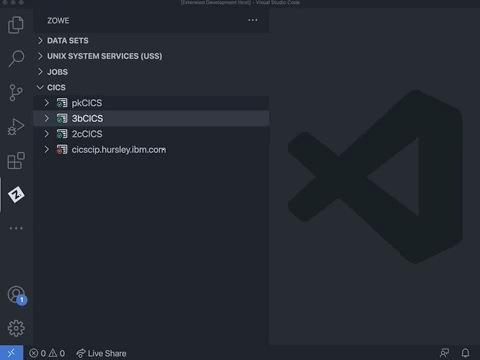 [Extension Development Host] - Visual Studio Code
ZOWE
DATA SETS
UNIX SYSTEM SERVICES (USS)
JOBS
CICS
pkCICS
3bCICS
2cCICS
cicscip.hursley.ibm.com
1
0 0 Live Share